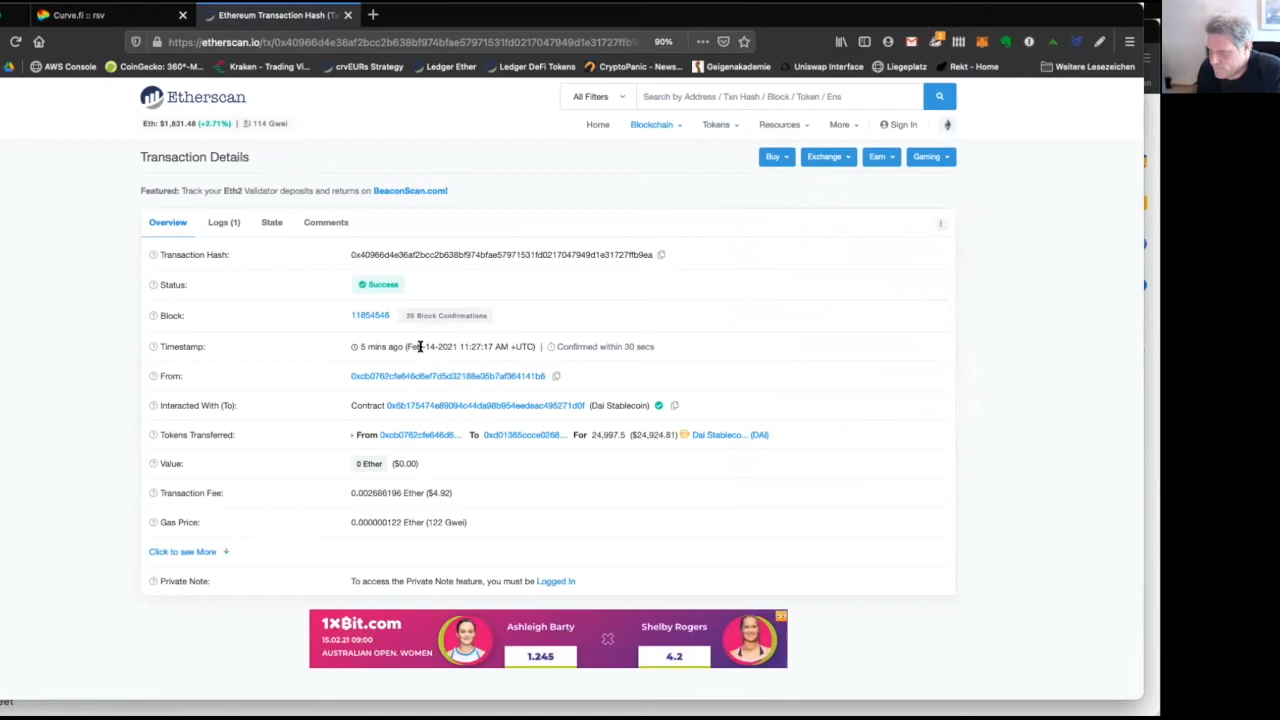 Curve.fi :: rsv
Ethereum Transaction Hash (T
https://etherscan.io/tx/0x40966d4e36af2bcc2b638bf974bfae57971531fd0217047949d1e31727ffb9
90%
AWS Console
CoinGecko: 360°-M...
Kraken - Trading Vi...
crvEURs Strategy
Ledger Ether
Ledger DeFi Tokens
CryptoPanic - News...
Geigenakademie
Uniswap Interface
Liegeplatz
Rekt - Home
Weitere Lesezeichen
Etherscan
All Filters
Search by Address / Txn Hash / Block / Token / Ens
Eth: $1,831.48 (+2.71%) | 114 Gwei
Home
Blockchain
Tokens
Resources
More
Sign In
Transaction Details
Buy
Exchange
Earn
Gaming
Featured: Track your Eth2 Validator deposits and returns on BeaconScan.com!
Overview
Logs (1)
State
Comments
Transaction Hash:
0x40966d4e36af2bcc2b638bf974bfae57971531fd0217047949d1e31727ffb9ea
Status:
Success
Block:
11854546
26 Block Confirmations
Timestamp:
5 mins ago (Feb-14-2021 11:27:17 AM +UTC) | Confirmed within 30 secs
From:
0xcb0762cfe646d6ef7d5d32188e05b7af364141b6
Interacted With (To):
Contract 0x6b175474e89094c44da98b954eedeac495271d0f (Dai Stablecoin)
Tokens Transferred:
From 0xcb0762cfe646d6... To 0xd01365ccce0268... For 24,997.5 ($24,924.81) Dai Stableco... (DAI)
Value:
0 Ether ($0.00)
Transaction Fee:
0.002686196 Ether ($4.92)
Gas Price:
0.000000122 Ether (122 Gwei)
Click to see More
Private Note:
To access the Private Note feature, you must be Logged In
1XBit.com
15.02.21 09:00
AUSTRALIAN OPEN. WOMEN
Ashleigh Barty
1.245
Shelby Rogers
4.2
eet